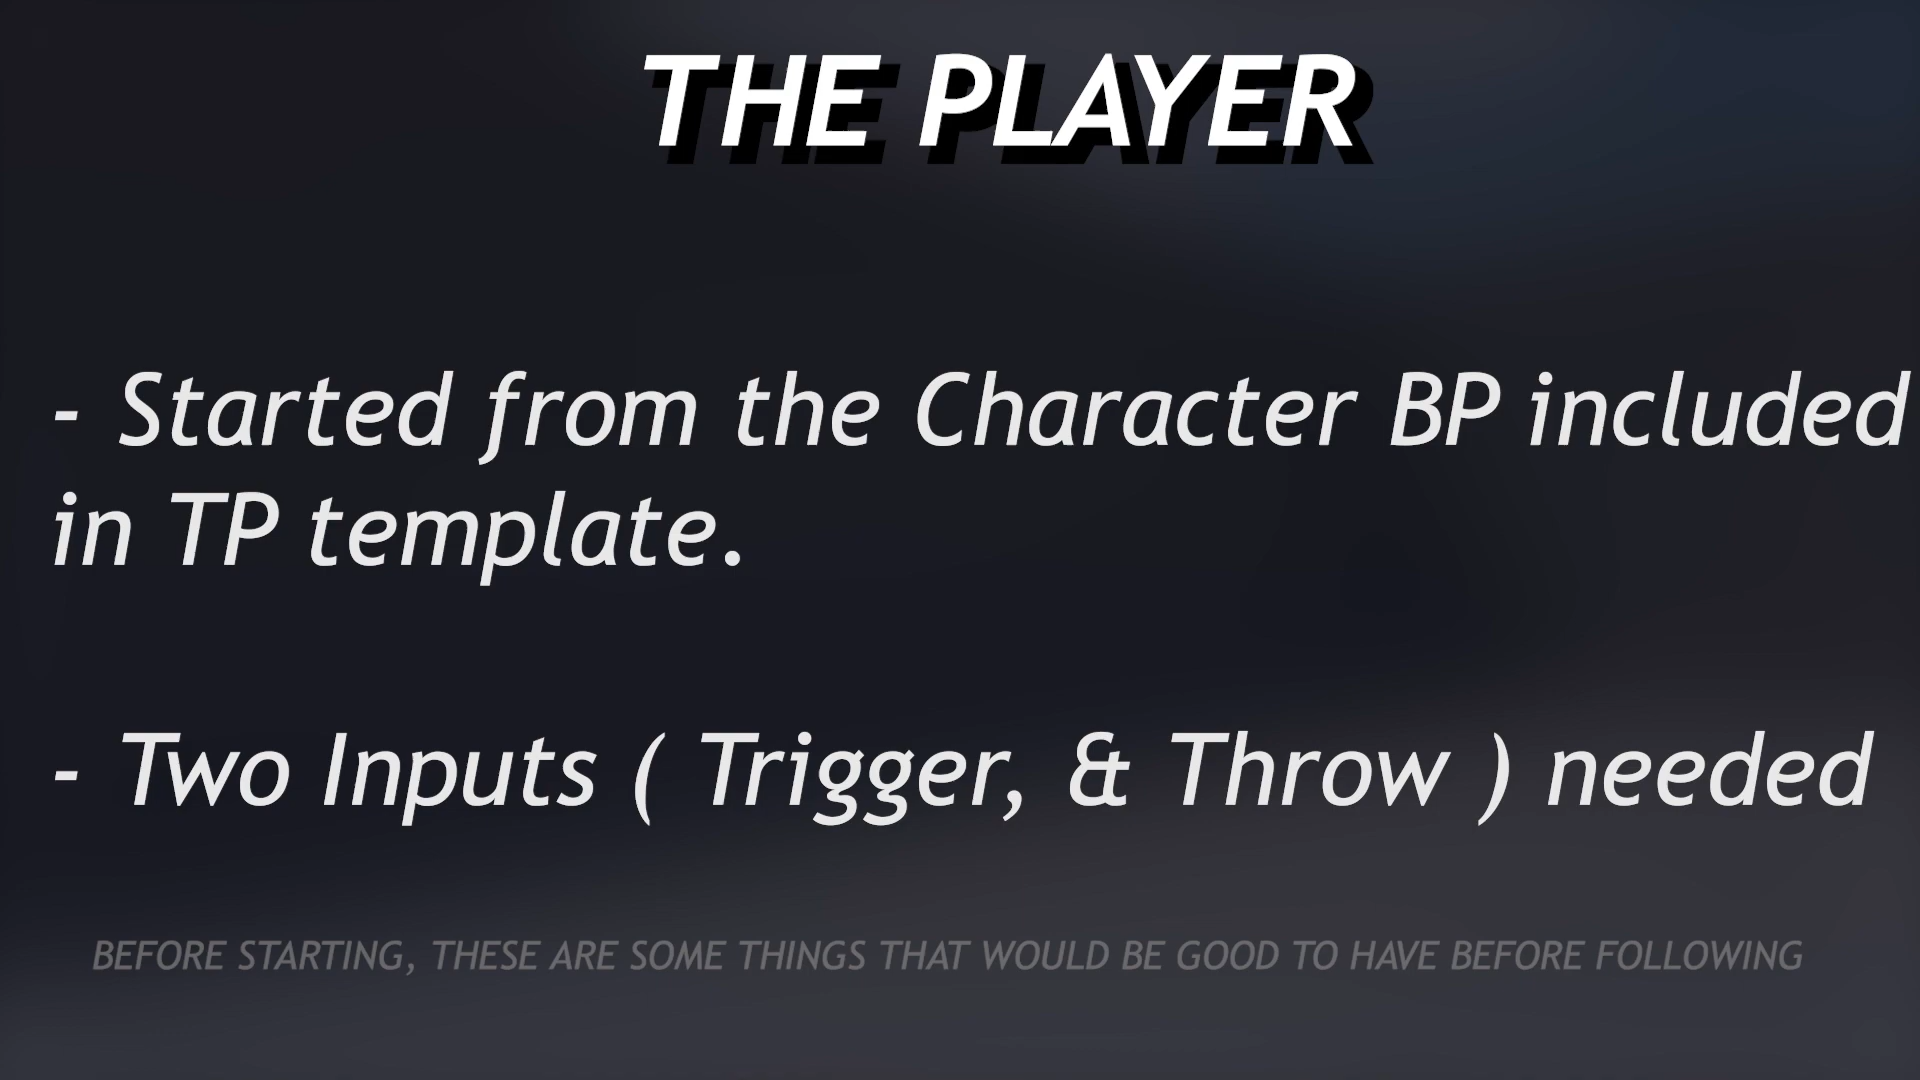 THE PLAYER
- Started from the Character BP included
in TP template.
- Two Inputs ( Trigger, & Throw ) needed
BEFORE STARTING, THESE ARE SOME THINGS THAT WOULD BE GOOD TO HAVE BEFORE FOLLOWING